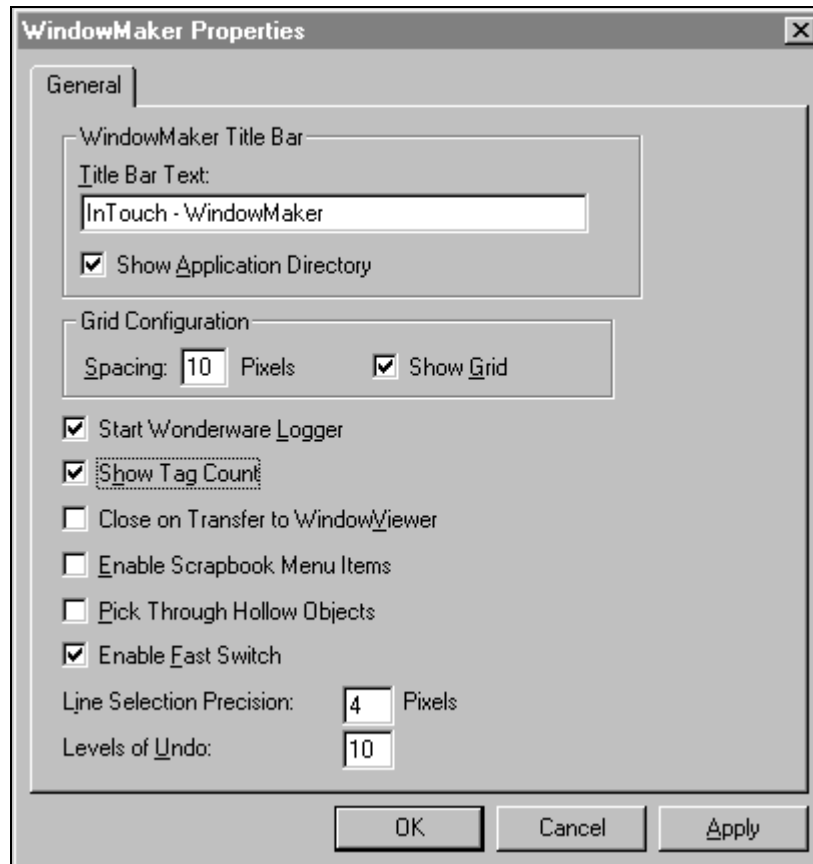 WindowMaker Properties
General
WindowMaker Title Bar
Title Bar Text:
InTouch - WindowMaker
Show Application Directory
Grid Configuration
Spacing: 10 Pixels Show Grid
Start Wonderware Logger
Show Tag Count
Close on Transfer to WindowViewer
Enable Scrapbook Menu Items
Pick Through Hollow Objects
Enable Fast Switch
Line Selection Precision: 4 Pixels
Levels of Undo: 10
OK Cancel Apply